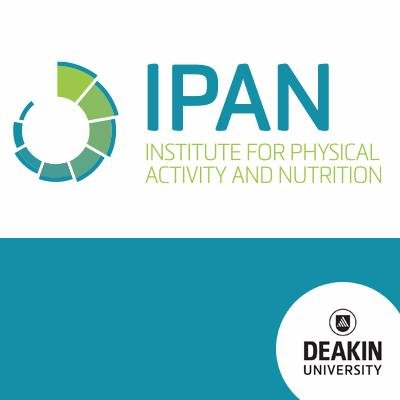 IPAN
INSTITUTE FOR PHYSICAL
ACTIVITY AND NUTRITION
DEAKIN
UNIVERSITY